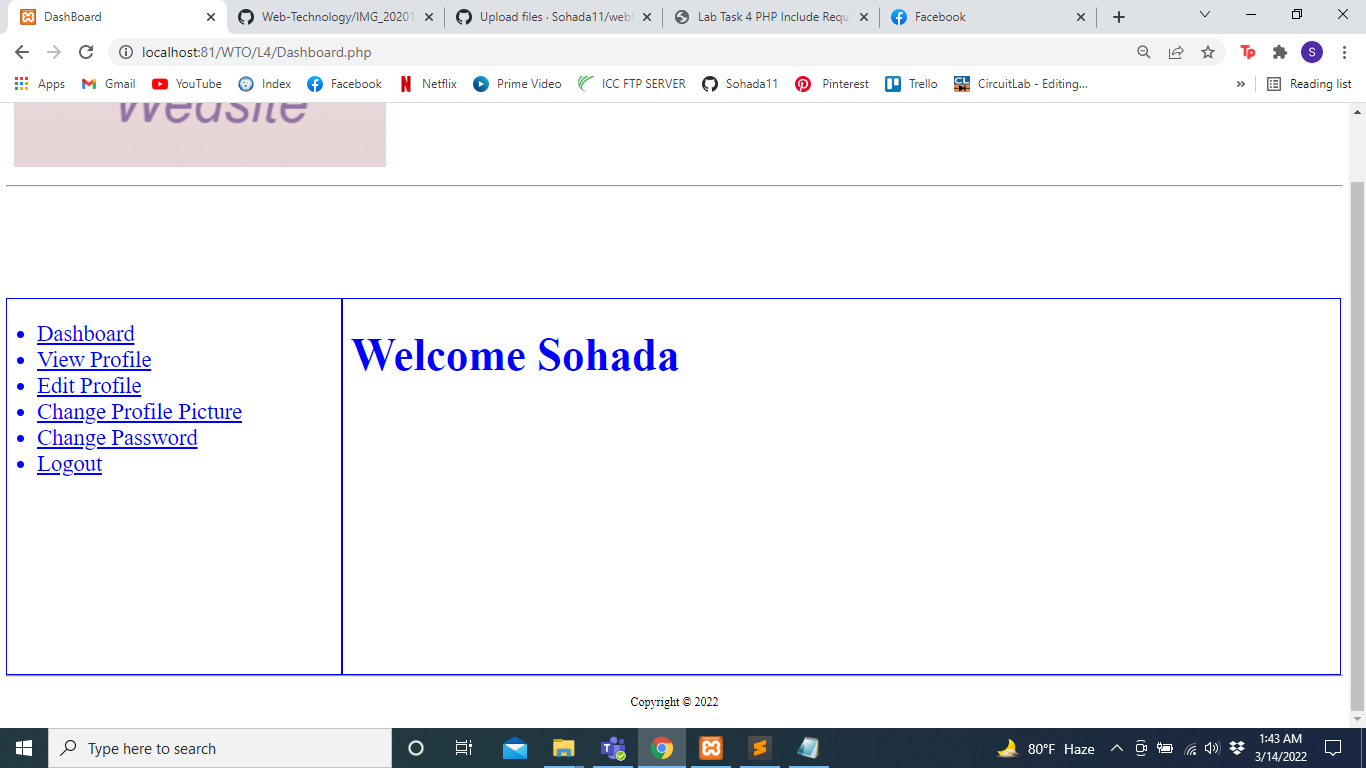 DashBoard
Web-Technology/IMG_20201
Upload files · Sohada11/webt
Lab Task 4 PHP Include Requ
Facebook
localhost:81/WTO/L4/Dashboard.php
S
Apps
Gmail
YouTube
Index
Facebook
Netflix
Prime Video
ICC FTP SERVER
Sohada11
Pinterest
Trello
CircuitLab - Editing...
»
Reading list
Wedsite
Dashboard
View Profile
Edit Profile
Change Profile Picture
Change Password
Logout
Welcome Sohada
Copyright © 2022
Type here to search
80°F Haze
1:43 AM
3/14/2022